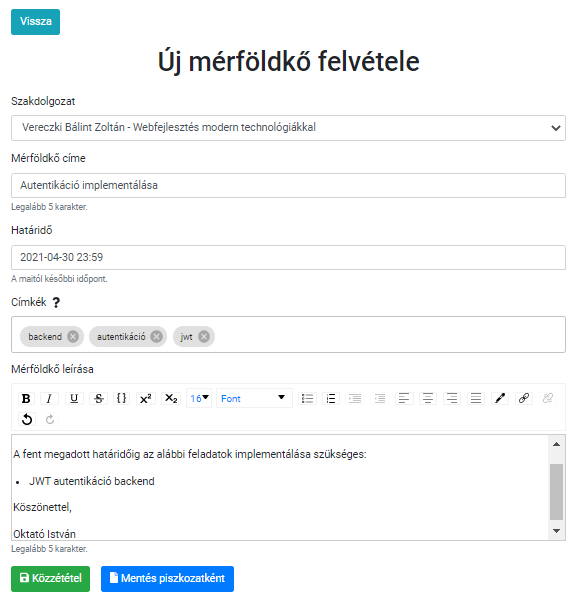 Vissza
Új mérföldkő felvétele
Szakdolgozat
Vereczki Bálint Zoltán - Webfejlesztés modern technológiákkal
Mérföldkő címe
Autentikáció implementálása
Legalább 5 karakter.
Határidő
2021-04-30 23:59
A maitól későbbi időpont.
Címkék ?
backend autentikáció jwt
Mérföldkő leírása
B I U S {} x² X₂ 16 Font
A fent megadott határidőig az alábbi feladatok implementálása szükséges:
• JWT autentikáció backend
Köszönettel,
Oktató István
Legalább 5 karakter.
Közzététel Mentés piszkozatként